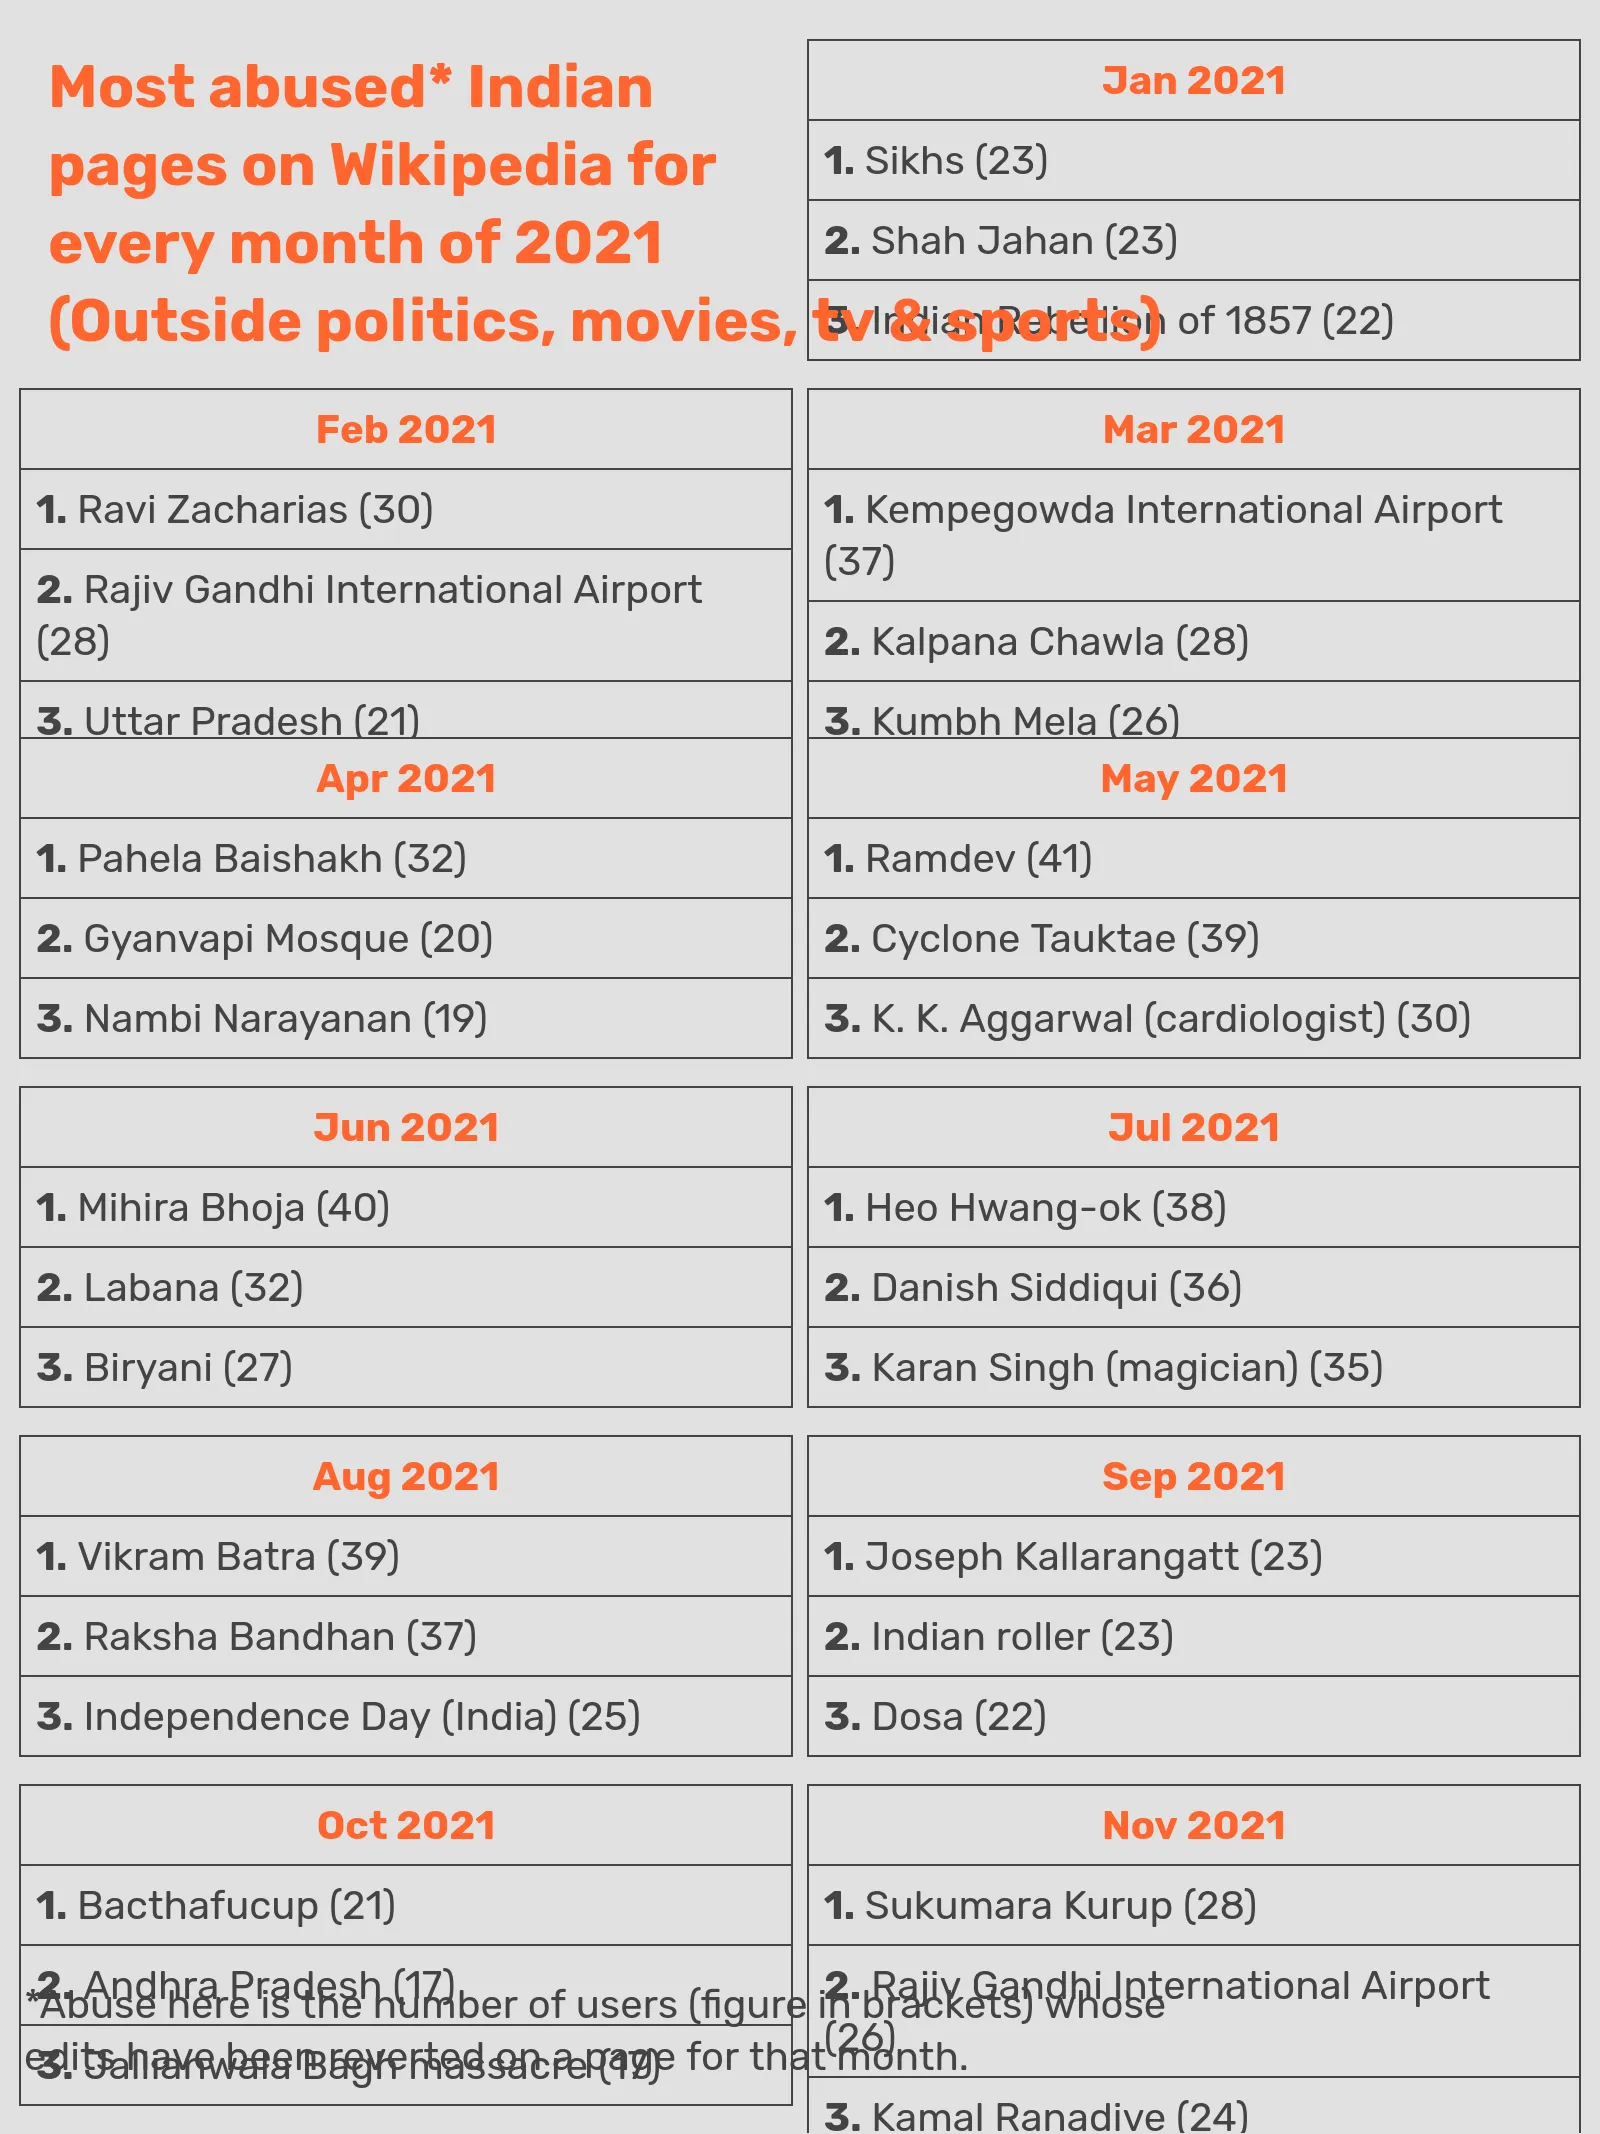 Most abused* Indian
pages on Wikipedia for
every month of 2021
(Outside politics, movies, tv & sports)
Jan 2021
1. Sikhs (23)
2. Shah Jahan (23)
3. Indian Rebellion of 1857 (22)
Feb 2021
1. Ravi Zacharias (30)
2. Rajiv Gandhi International Airport
(28)
3. Uttar Pradesh (21)
Mar 2021
1. Kempegowda International Airport
(37)
2. Kalpana Chawla (28)
3. Kumbh Mela (26)
Apr 2021
1. Pahela Baishakh (32)
2. Gyanvapi Mosque (20)
3. Nambi Narayanan (19)
May 2021
1. Ramdev (41)
2. Cyclone Tauktae (39)
3. K. K. Aggarwal (cardiologist) (30)
Jun 2021
1. Mihira Bhoja (40)
2. Labana (32)
3. Biryani (27)
Jul 2021
1. Heo Hwang-ok (38)
2. Danish Siddiqui (36)
3. Karan Singh (magician) (35)
Aug 2021
1. Vikram Batra (39)
2. Raksha Bandhan (37)
3. Independence Day (India) (25)
Sep 2021
1. Joseph Kallarangatt (23)
2. Indian roller (23)
3. Dosa (22)
Oct 2021
1. Bacthafucup (21)
2. Andhra Pradesh (17)
3. Jallianwala Bagh massacre (17)
Nov 2021
1. Sukumara Kurup (28)
2. Rajiv Gandhi International Airport
(26)
3. Kamal Ranadive (24)
*Abuse here is the number of users (figure in brackets) whose
edits have been reverted on a page for that month.